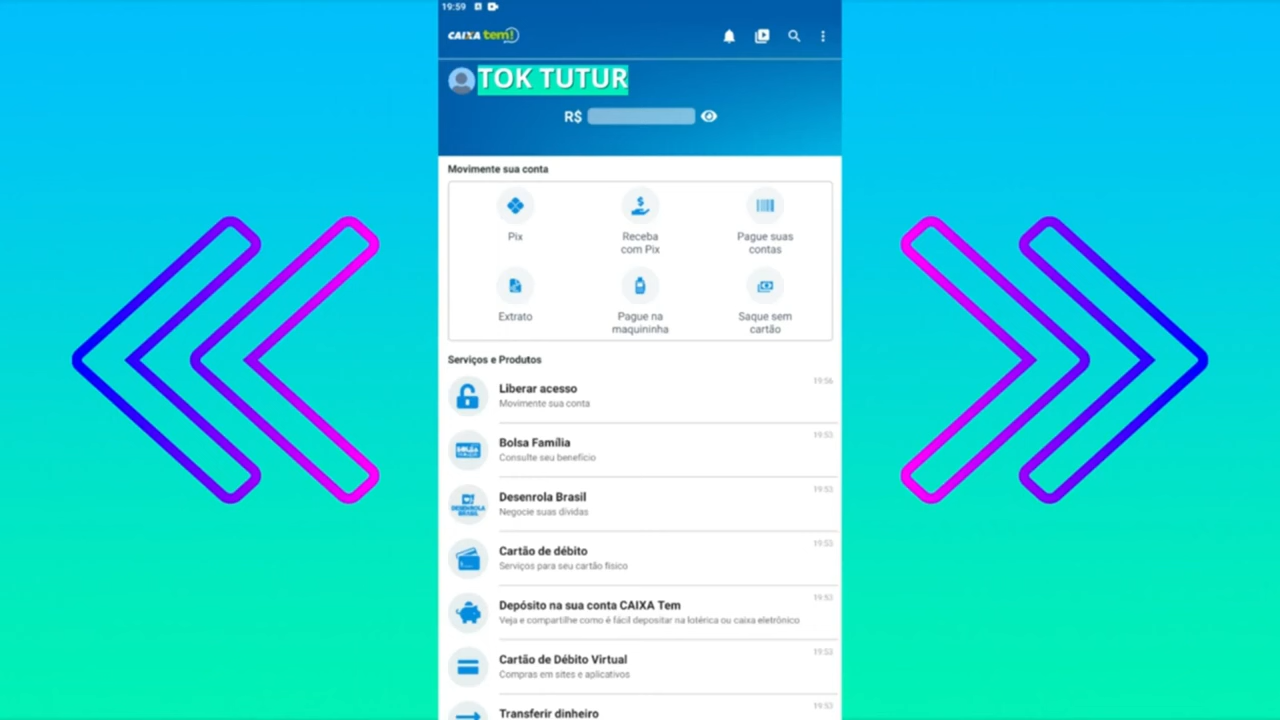 19:59
CAIXA tem!
TOK TUTUR
R$
Movimente sua conta
Pix
Receba
com Pix
Pague suas
contas
Extrato
Pague na
maquininha
Saque sem
cartão
Serviços e Produtos
Liberar acesso
19:56
Movimente sua conta
Bolsa Família
19:53
Consulte seu benefício
Desenrola Brasil
19:53
Negocie suas dívidas
DESENROLA
BRASIL
Cartão de débito
19:53
Serviços para seu cartão físico
Depósito na sua conta CAIXA Tem
19:53
Veja e compartilhe como é fácil depositar na lotérica ou caixa eletrônico
Cartão de Débito Virtual
19:53
Compras em sites e aplicativos
Transferir dinheiro
19:53